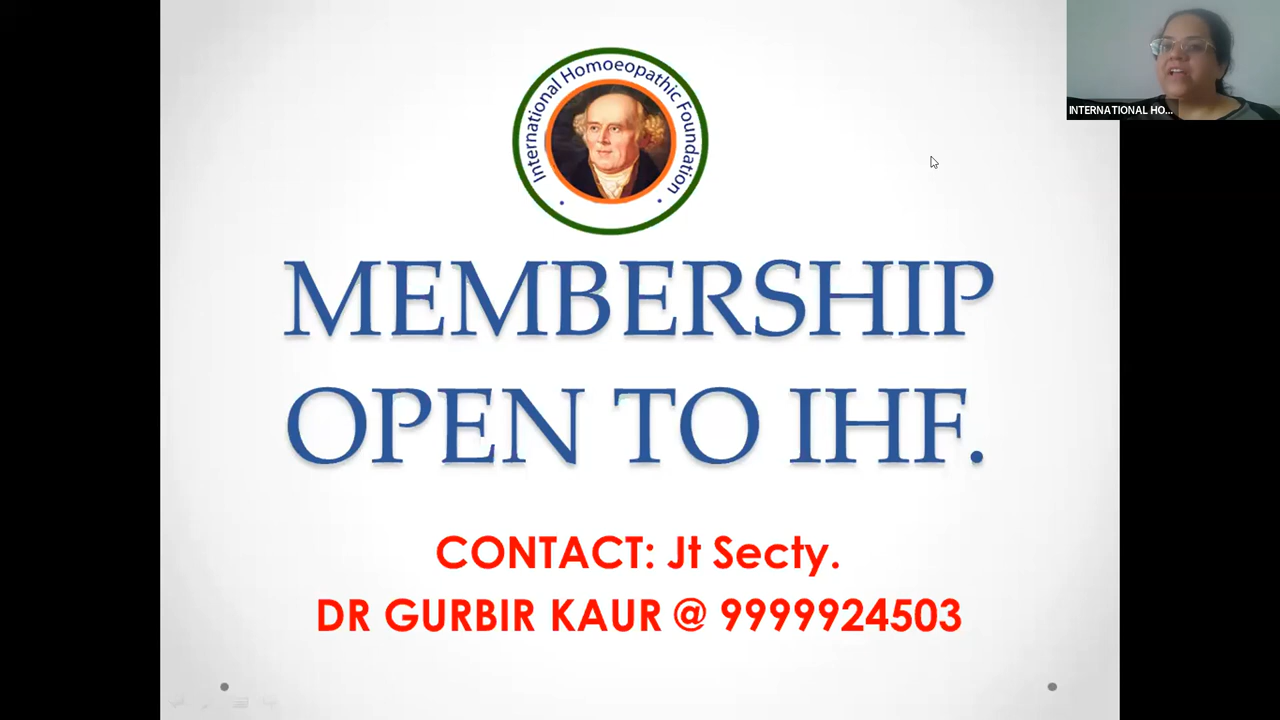 International Homoeopathic Foundation
INTERNATIONAL HO...
MEMBERSHIP
OPEN TO IHF.
CONTACT: Jt Secty.
DR GURBIR KAUR @ 9999924503